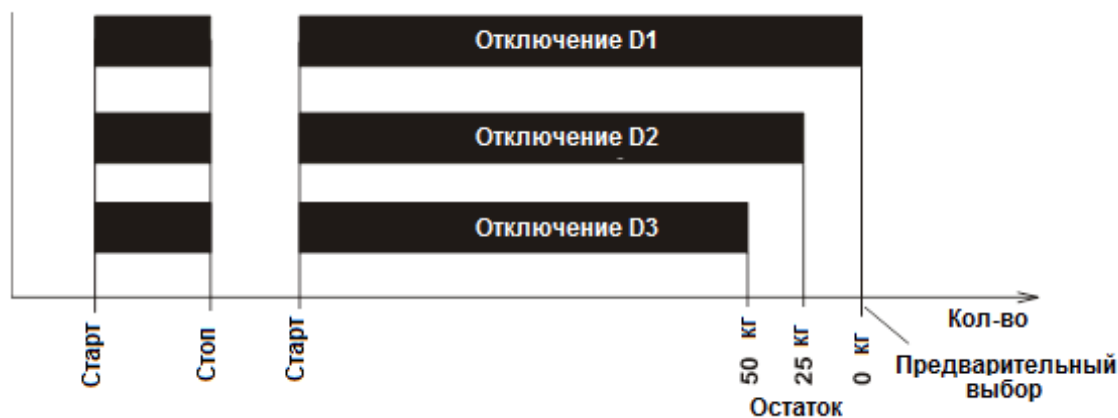 Отключение D1
Отключение D2
Отключение D3
Старт
Стоп
Старт
50 кг
25 кг
0 кг
Кол-во
Предварительный
выбор
Остаток